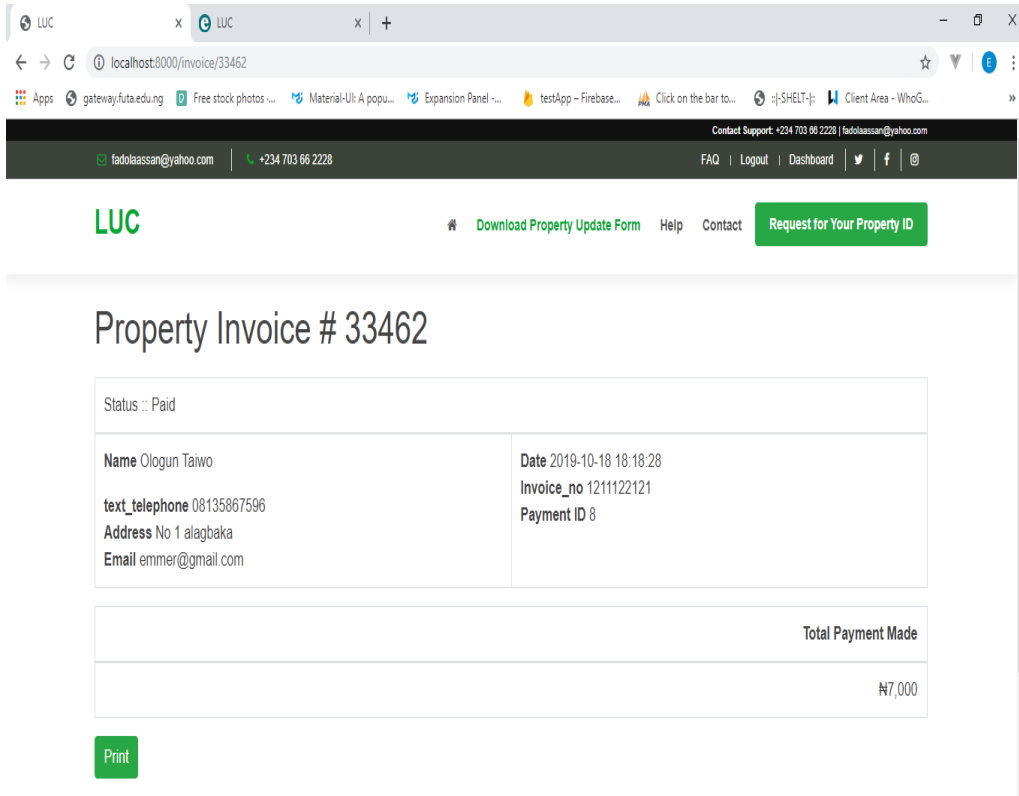 LUC
LUC
localhost:8000/invoice/33462
E
Apps gateway.futa.edu.ng Free stock photos ·... Material-UI: A popu... Expansion Panel -... testApp – Firebase... Click on the bar to... ::|-SHELT-|:: Client Area - WhoG... »
Contact Support: +234 703 66 2228 | fadolaassan@yahoo.com
fadolaassan@yahoo.com +234 703 66 2228 FAQ | Logout | Dashboard
LUC Download Property Update Form Help Contact Request for Your Property ID
Property Invoice # 33462
Status :: Paid
Name Ologun Taiwo
text_telephone 08135867596
Address No 1 alagbaka
Email emmer@gmail.com
Date 2019-10-18 18:18:28
Invoice_no 1211122121
Payment ID 8
Total Payment Made
₦7,000
Print